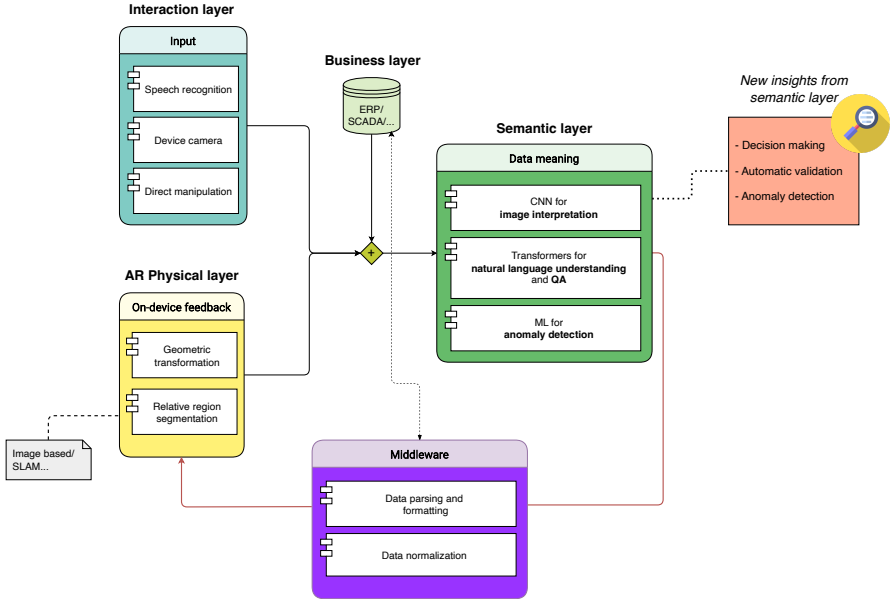 Interaction layer
Input
Speech recognition
Device camera
Direct manipulation
Business layer
ERP/
SCADA/...
+
Semantic layer
Data meaning
CNN for
image interpretation
Transformers for
natural language understanding
and QA
ML for
anomaly detection
New insights from
semantic layer
- Decision making
- Automatic validation
- Anomaly detection
AR Physical layer
On-device feedback
Geometric
transformation
Relative region
segmentation
Image based/
SLAM...
Middleware
Data parsing and
formatting
Data normalization